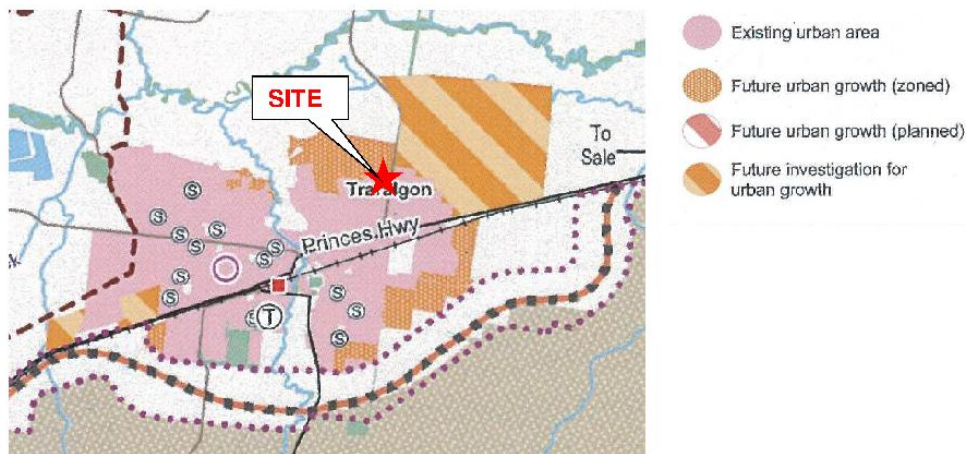 SITE
Traralgon
Princes Hwy
To
Sale
S
S
S
S
S
S
S
S
S
S
S
S
T
Existing urban area
Future urban growth (zoned)
Future urban growth (planned)
Future investigation for
urban growth